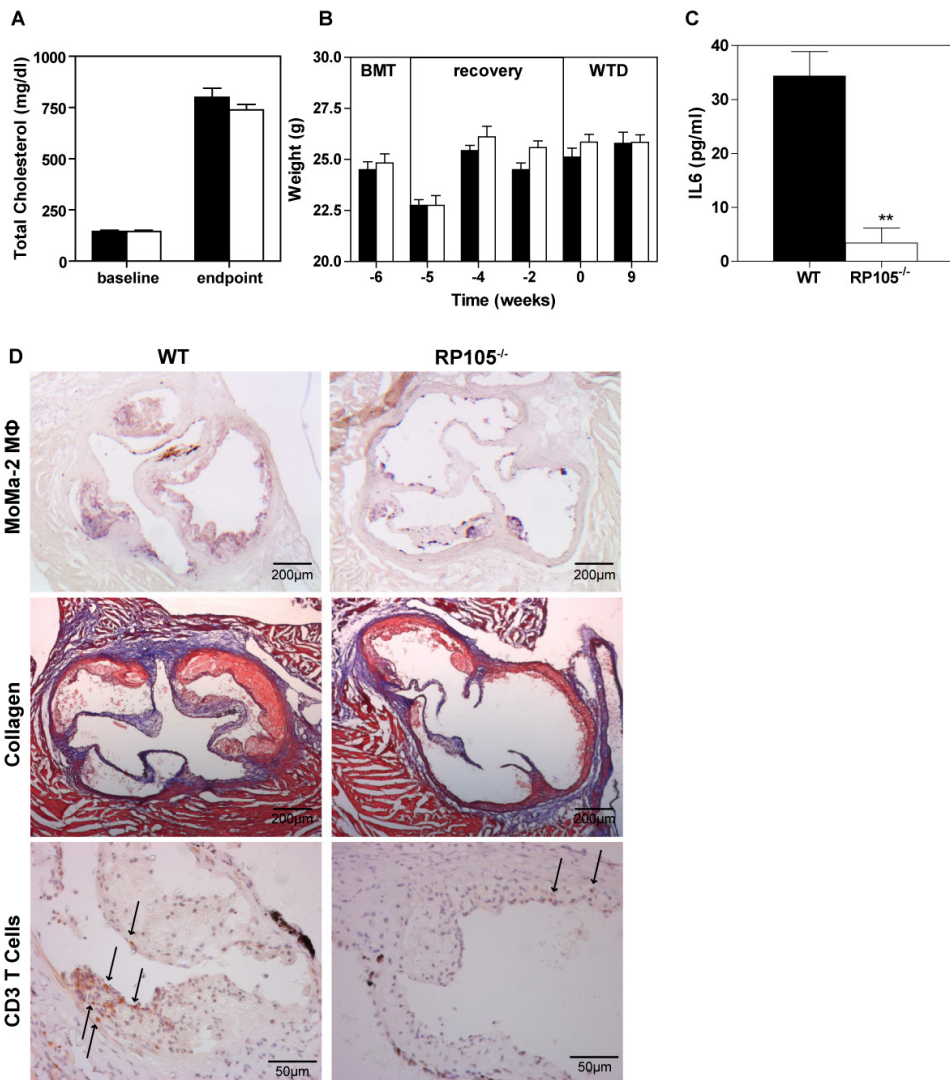 A
Total Cholesterol (mg/dl)
1000
750
500
250
0
baseline endpoint
B
Weight (g)
30.0
27.5
25.0
22.5
20.0
BMT recovery WTD
-6 -5 -4 -2 0 9
Time (weeks)
C
IL6 (pg/ml)
40
30
20
10
0
**
WT RP105-/-
D
WT RP105-/-
MoMa-2 MΦ
200µm 200µm
Collagen
200µm 200µm
CD3 T Cells
50µm 50µm